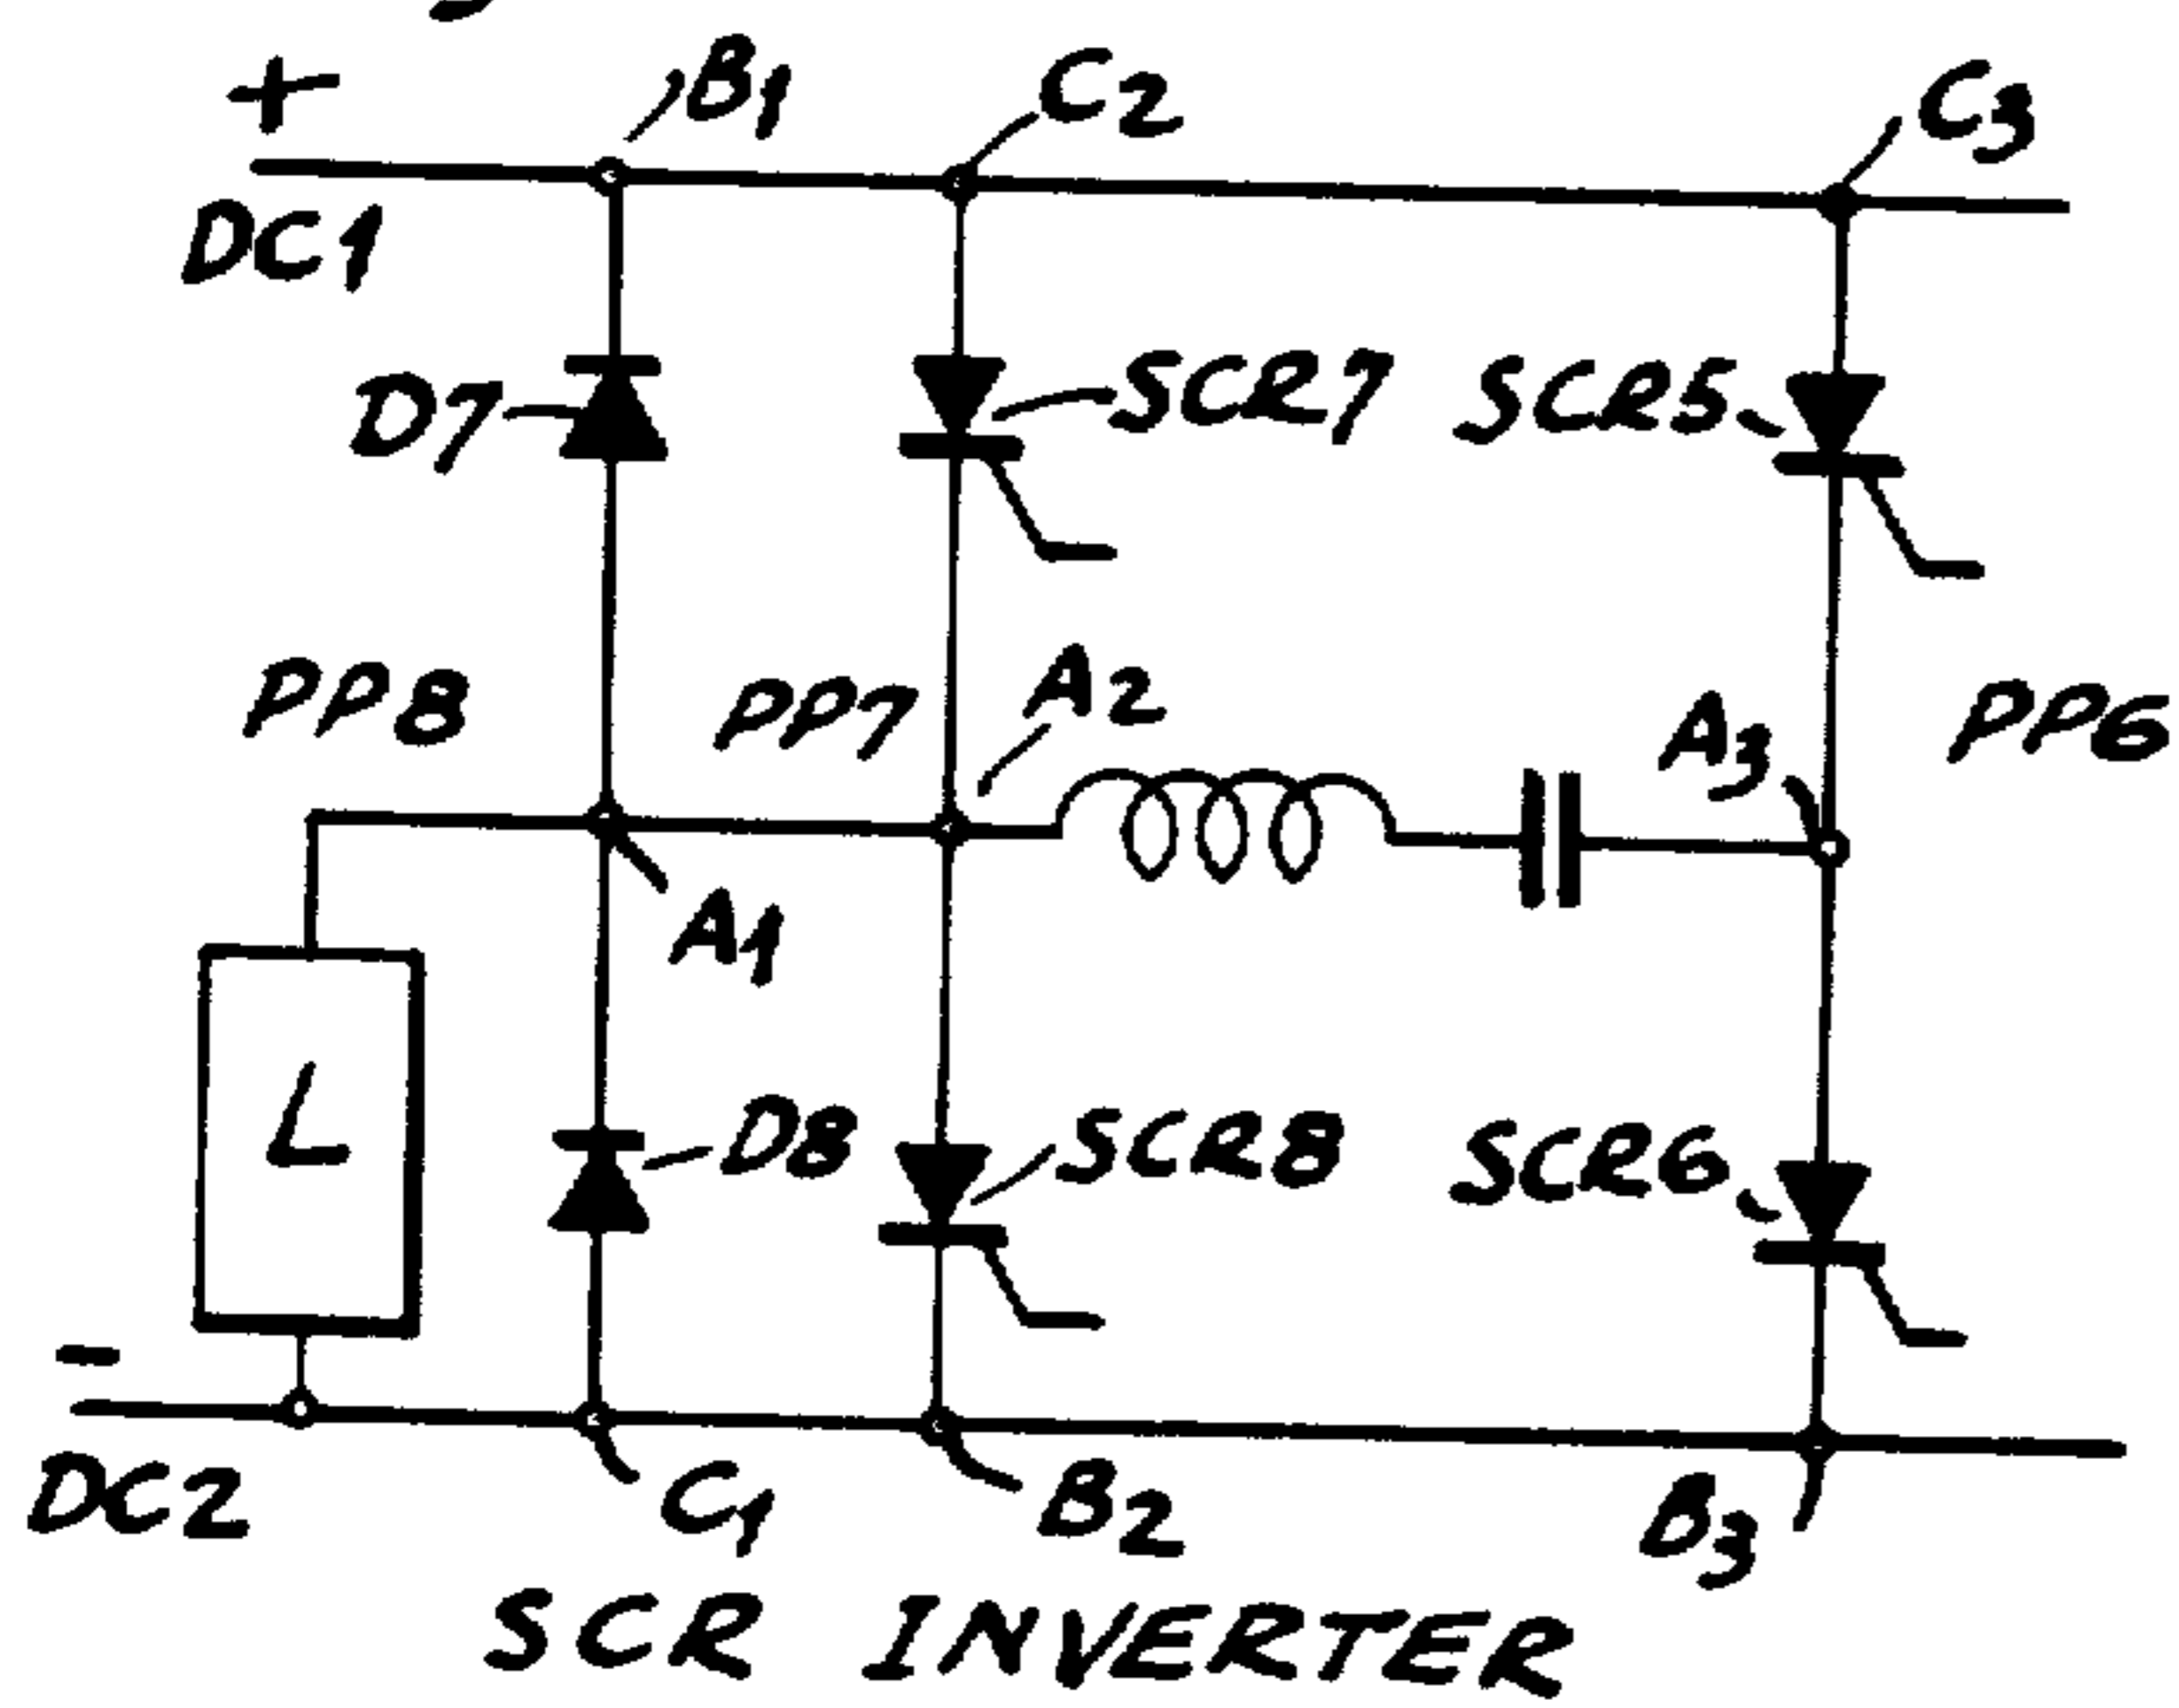 +
B1
C2
C3
DC1
D7
SCR7
SCR5
PP8
PP7
A2
A3
PP6
A1
L
D8
SCR8
SCR6
-
DC2
C1
B2
B3
SCR INVERTER